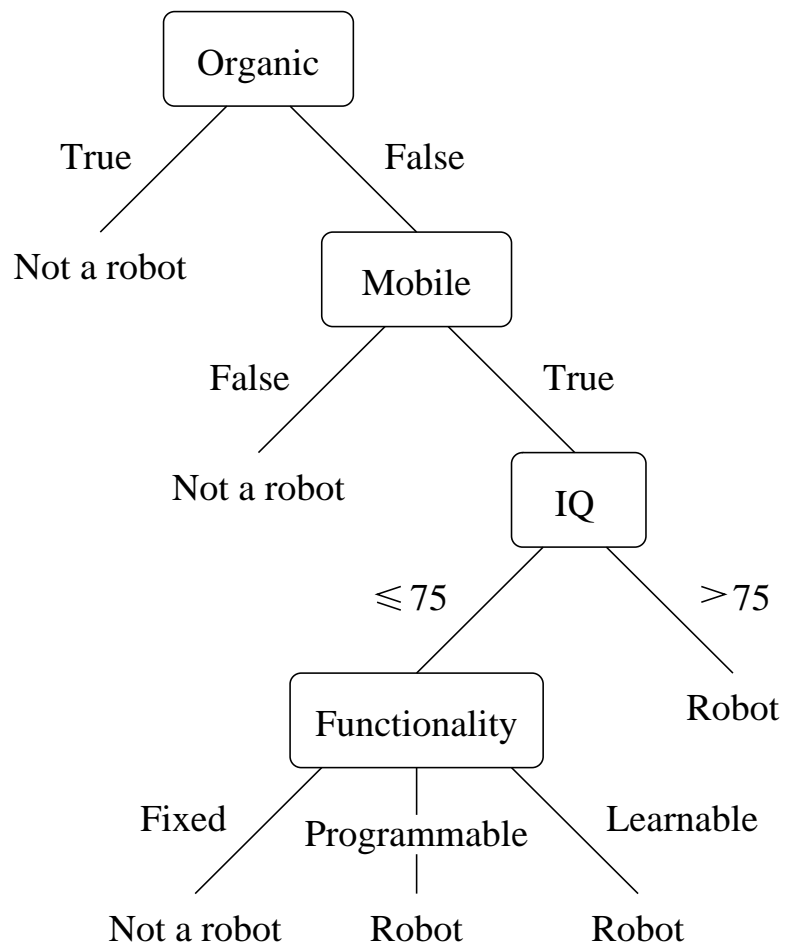 Organic
True
False
Not a robot
Mobile
False
True
Not a robot
IQ
⩽ 75
> 75
Robot
Functionality
Fixed
Programmable
Learnable
Not a robot
Robot
Robot